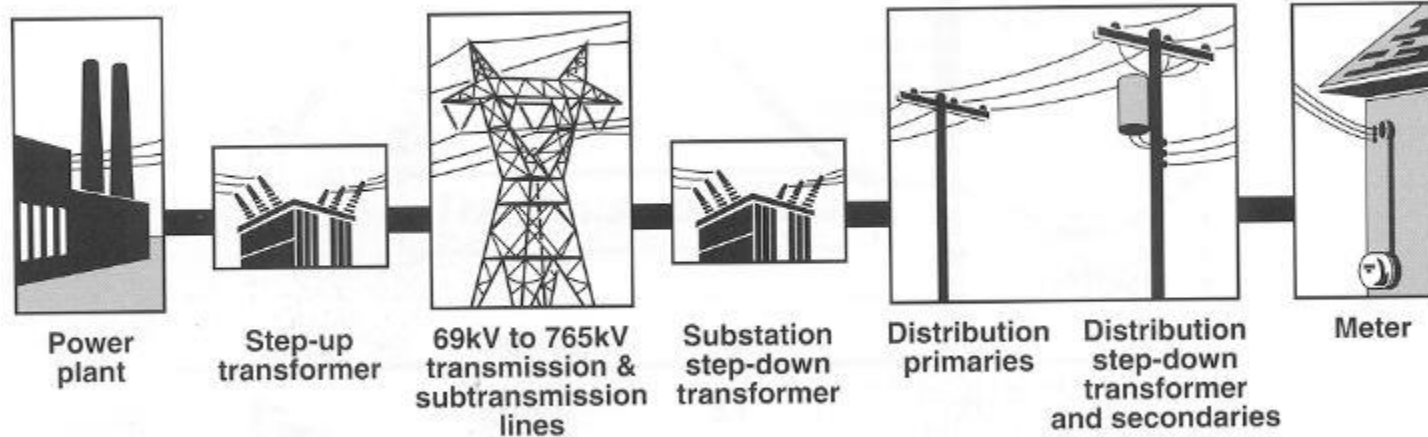 Power
plant
Step-up
transformer
69kV to 765kV
transmission &
subtransmission
lines
Substation
step-down
transformer
Distribution
primaries
Distribution
step-down
transformer
and secondaries
Meter